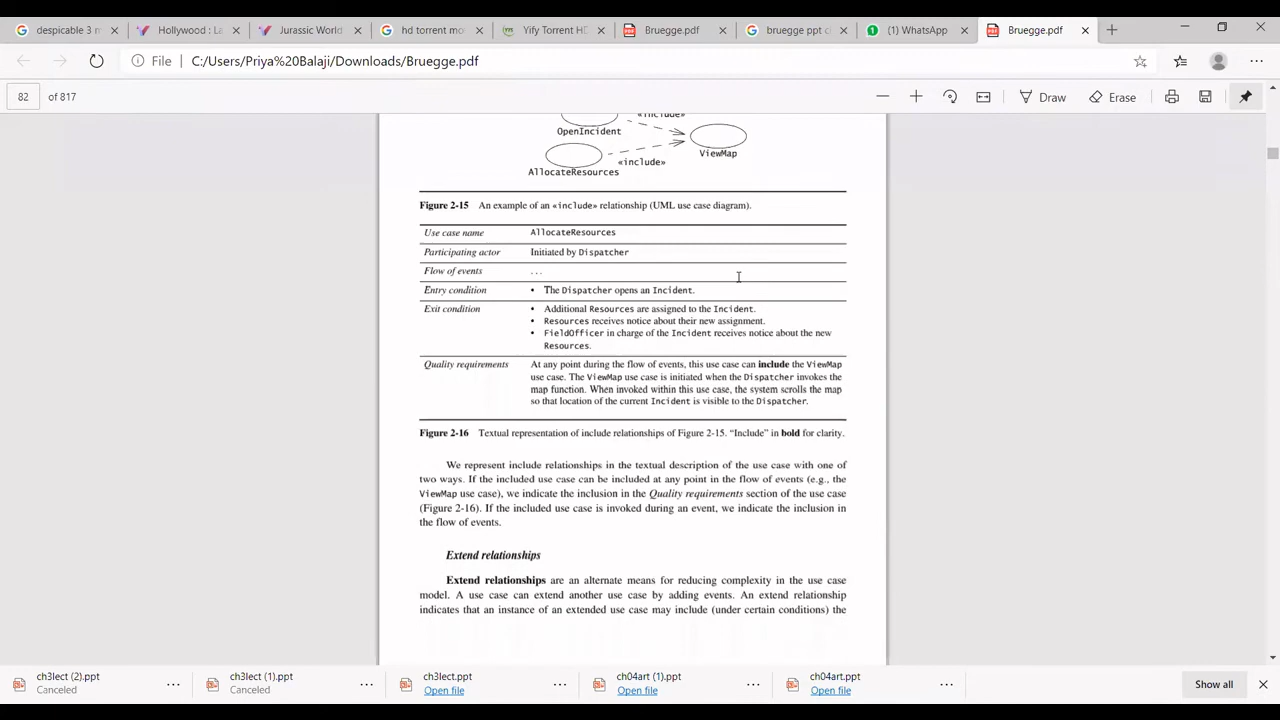 despicable 3 m
Hollywood : La
Jurassic World
hd torrent mo
Yify Torrent HD
Bruegge.pdf
bruegge ppt c
(1) WhatsApp
Bruegge.pdf
File | C:/Users/Priya%20Balaji/Downloads/Bruegge.pdf
82 of 817
Draw
Erase
«include»
OpenIncident
ViewMap
«include»
AllocateResources
Figure 2-15 An example of an «include» relationship (UML use case diagram).
Use case name AllocateResources
Participating actor Initiated by Dispatcher
Flow of events . . .
Entry condition • The Dispatcher opens an Incident.
Exit condition • Additional Resources are assigned to the Incident.
• Resources receives notice about their new assignment.
• FieldOfficer in charge of the Incident receives notice about the new
Resources.
Quality requirements At any point during the flow of events, this use case can include the ViewMap
use case. The ViewMap use case is initiated when the Dispatcher invokes the
map function. When invoked within this use case, the system scrolls the map
so that location of the current Incident is visible to the Dispatcher.
Figure 2-16 Textual representation of include relationships of Figure 2-15. “Include” in bold for clarity.
We represent include relationships in the textual description of the use case with one of
two ways. If the included use case can be included at any point in the flow of events (e.g., the
ViewMap use case), we indicate the inclusion in the Quality requirements section of the use case
(Figure 2-16). If the included use case is invoked during an event, we indicate the inclusion in
the flow of events.
Extend relationships
Extend relationships are an alternate means for reducing complexity in the use case
model. A use case can extend another use case by adding events. An extend relationship
indicates that an instance of an extended use case may include (under certain conditions) the
ch3lect (2).ppt
Canceled
ch3lect (1).ppt
Canceled
ch3lect.ppt
Open file
ch04art (1).ppt
Open file
ch04art.ppt
Open file
Show all